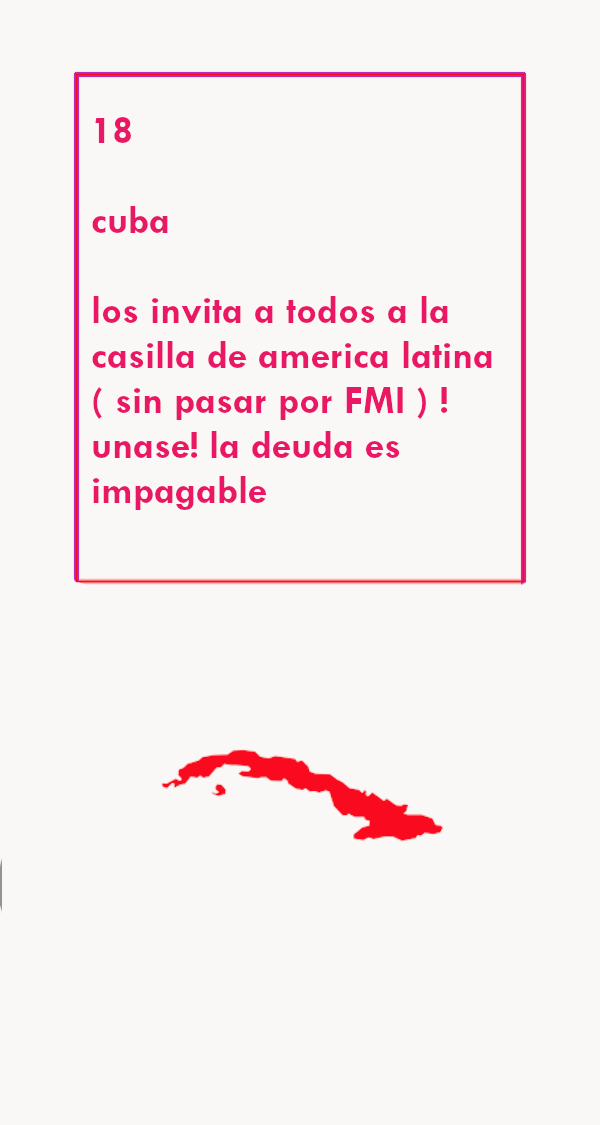 18
cuba
los invita a todos a la
casilla de america latina
( sin pasar por FMI ) !
unase! la deuda es
impagable